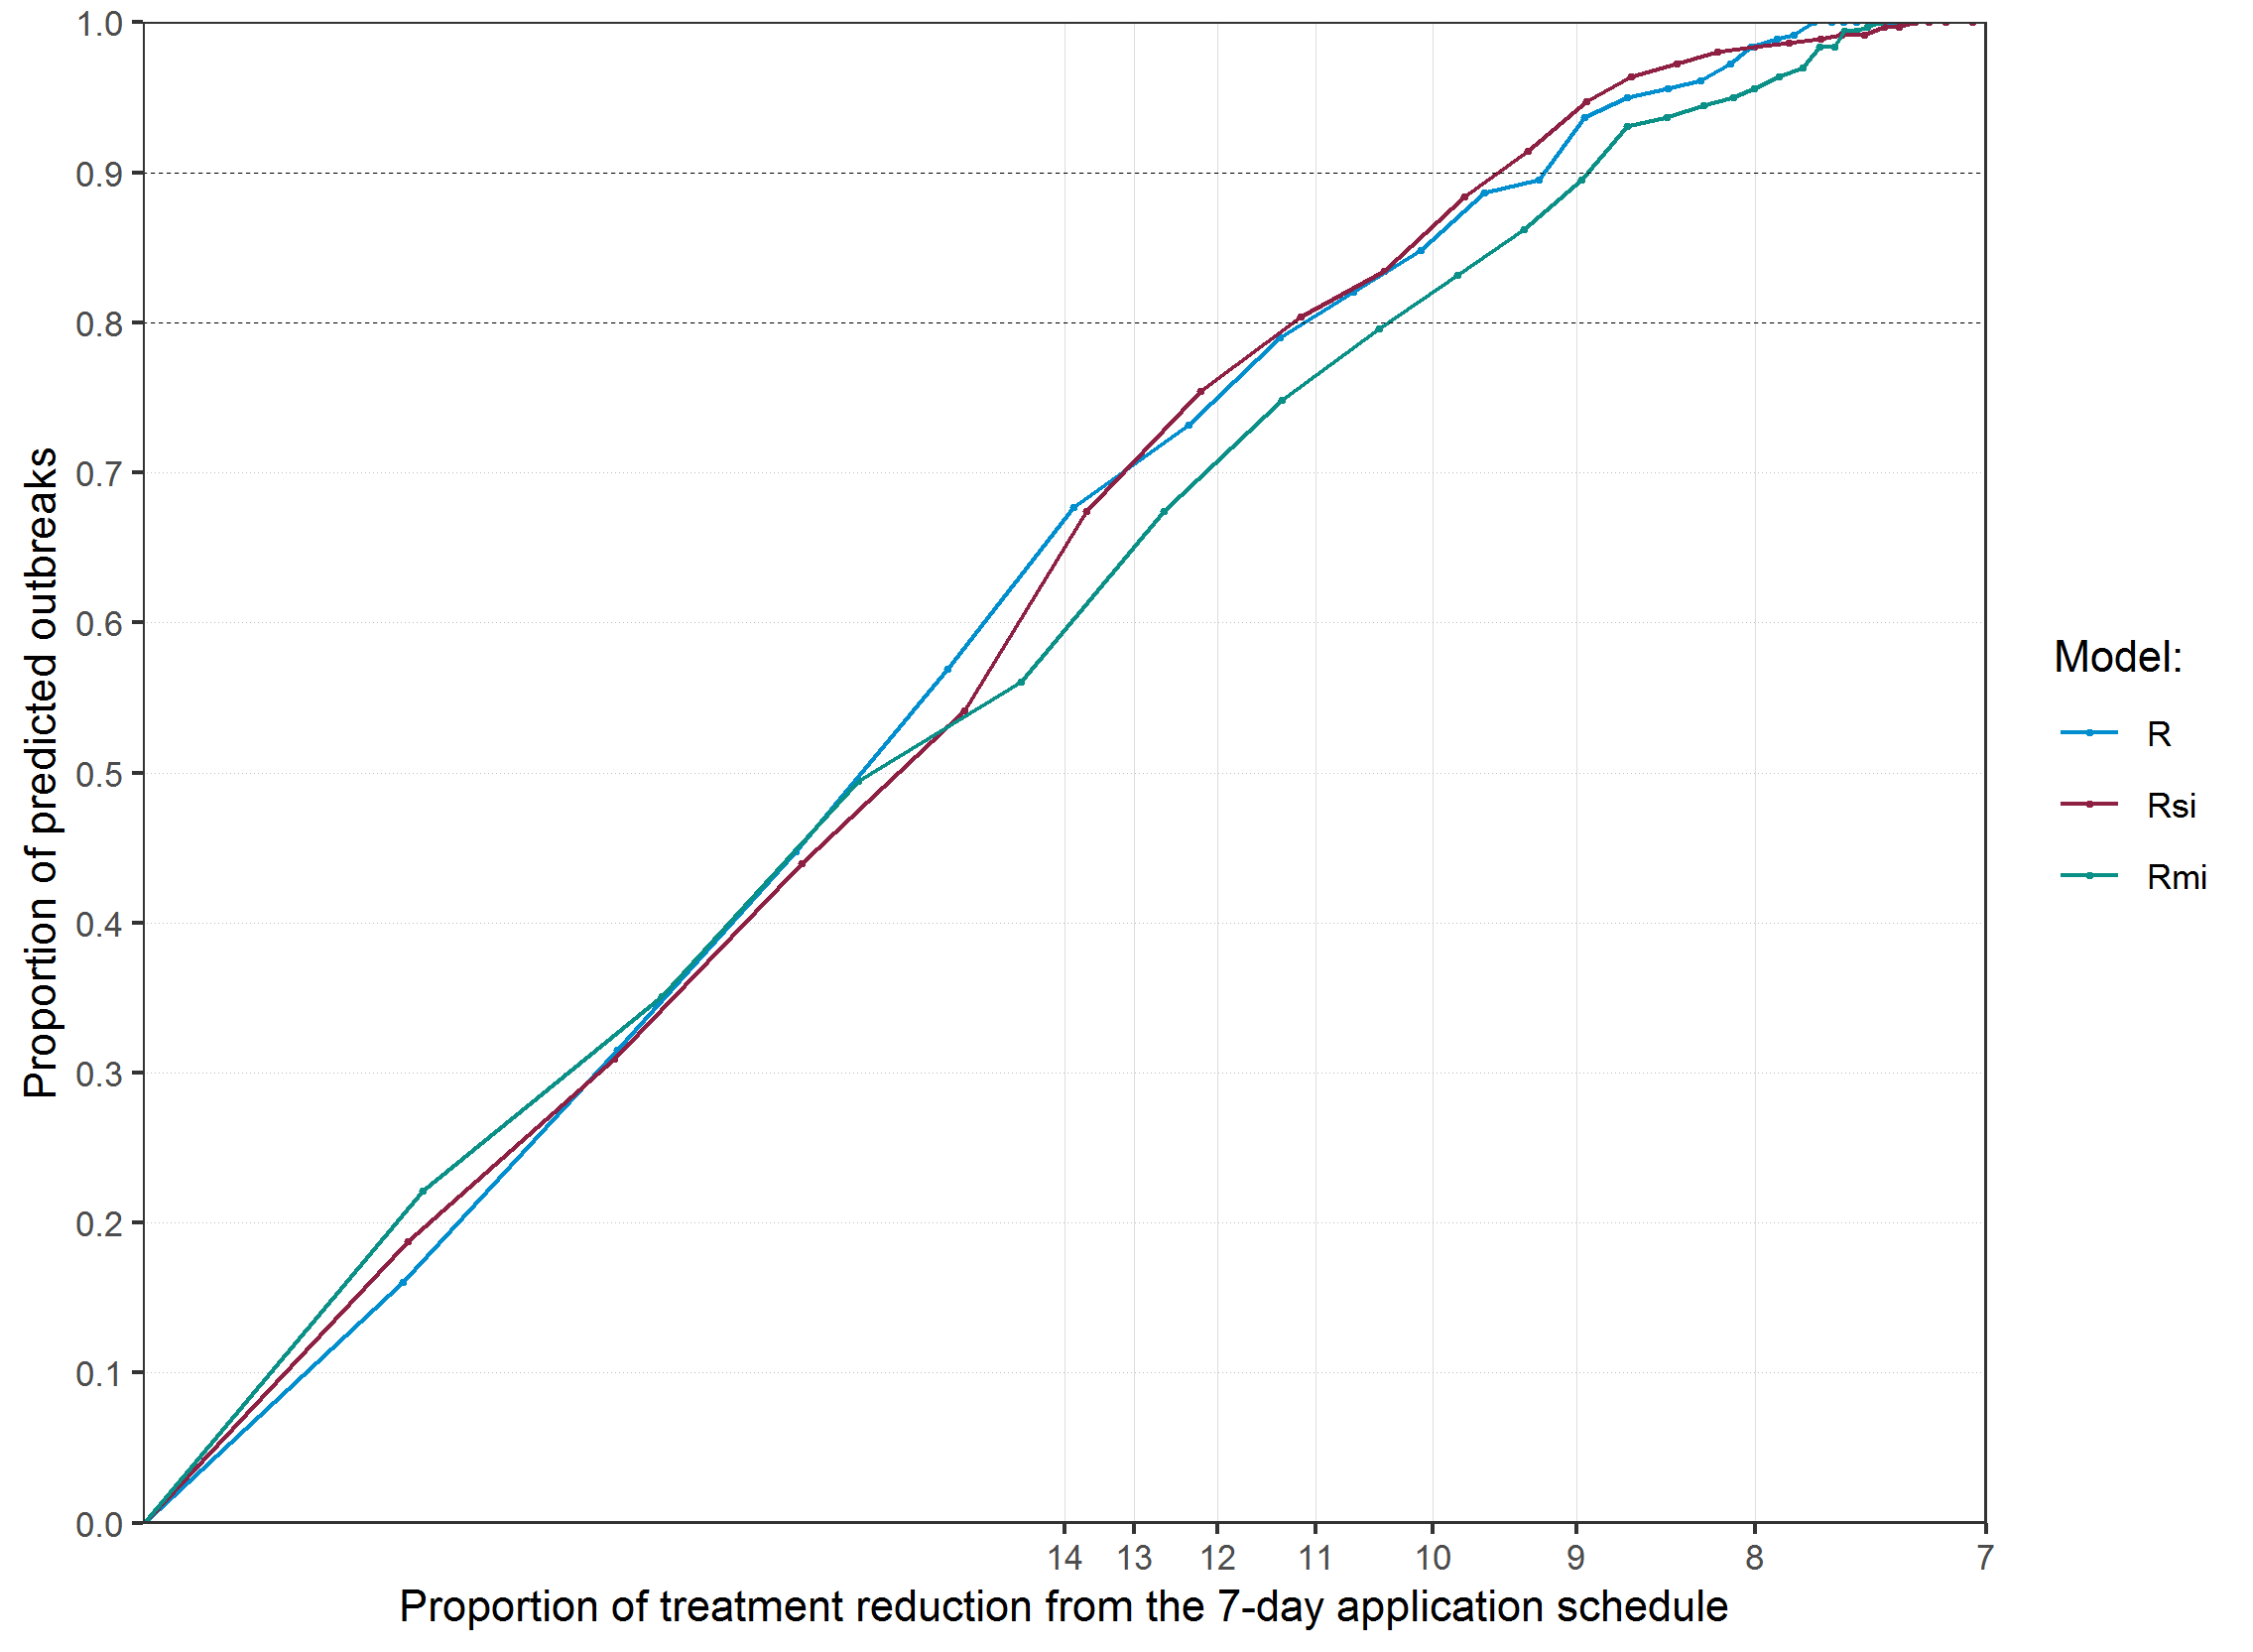 Proportion of predicted outbreaks
1.0
0.9
0.8
0.7
0.6
0.5
0.4
0.3
0.2
0.1
0.0
14 13 12 11 10 9 8 7
Proportion of treatment reduction from the 7-day application schedule
Model:
R
Rsi
Rmi